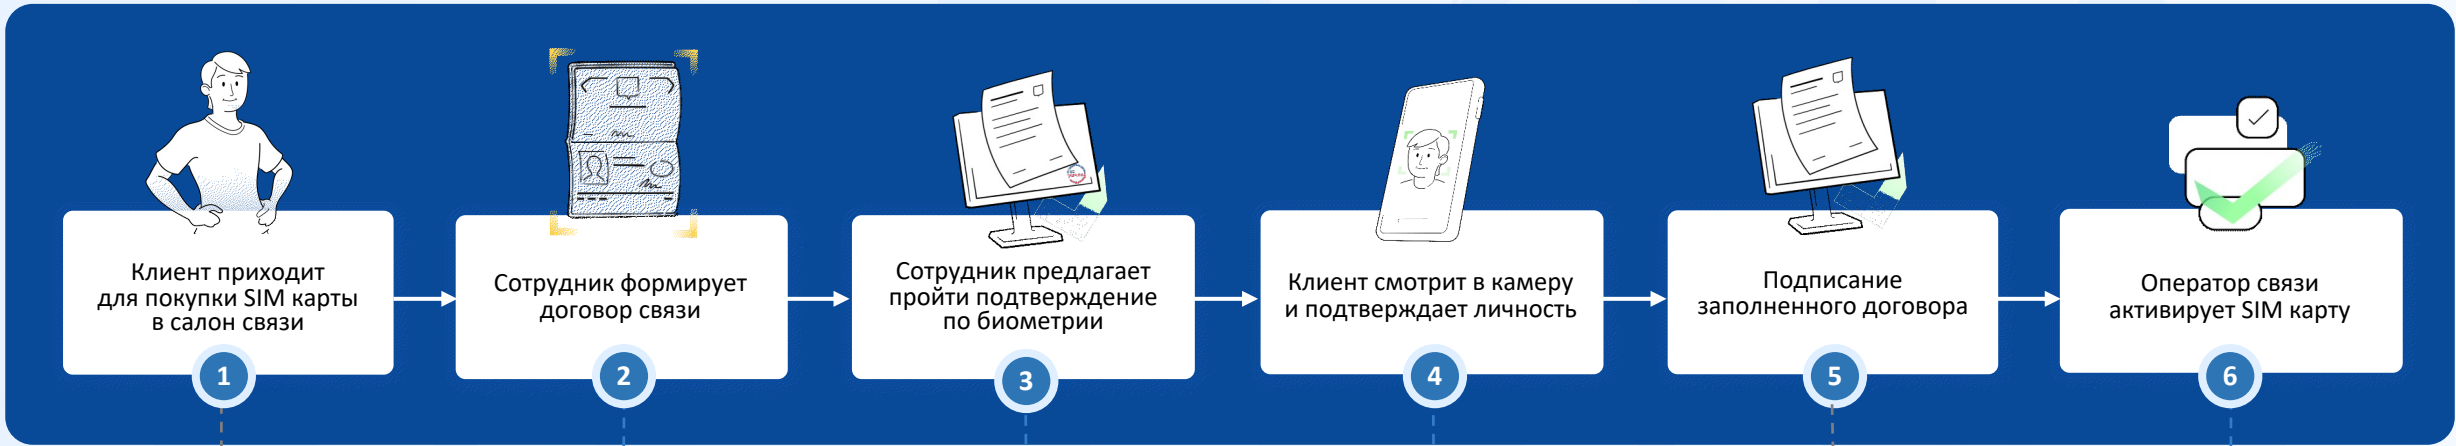 Клиент приходит
для покупки SIM карты
в салон связи
1
Сотрудник формирует
договор связи
2
Сотрудник предлагает
пройти подтверждение
по биометрии
3
Клиент смотрит в камеру
и подтверждает личность
4
Подписание
заполненного договора
5
Оператор связи
активирует SIM карту
6